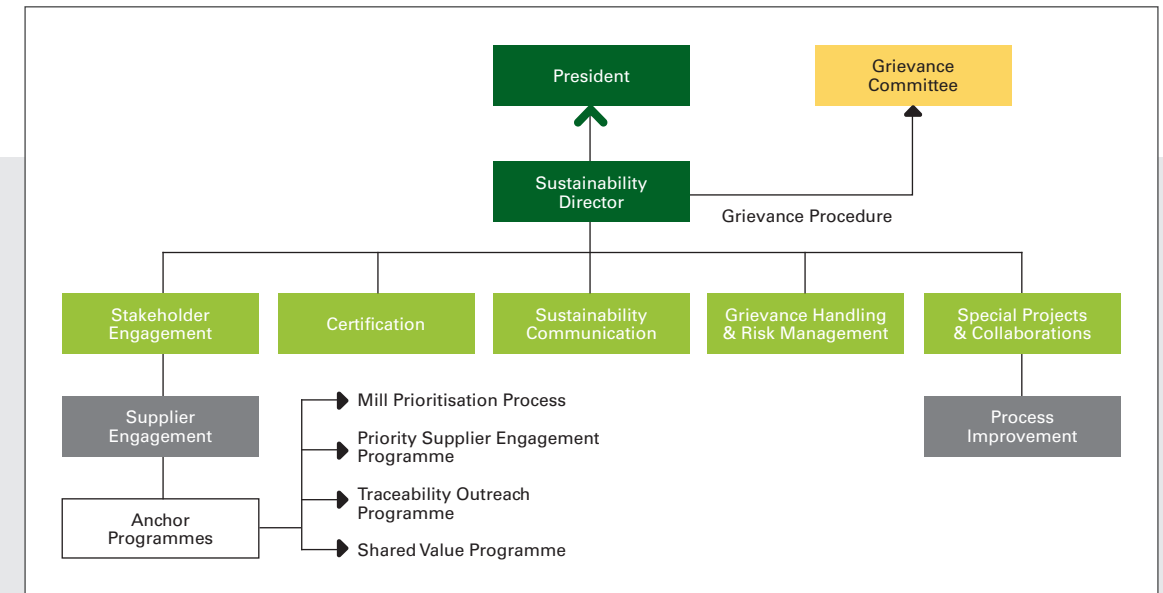 President
Grievance
Committee
Sustainability
Director
Grievance Procedure
Stakeholder
Engagement
Certification
Sustainability
Communication
Grievance Handling
& Risk Management
Special Projects
& Collaborations
Supplier
Engagement
Process
Improvement
Anchor
Programmes
Mill Prioritisation Process
Priority Supplier Engagement
Programme
Traceability Outreach
Programme
Shared Value Programme